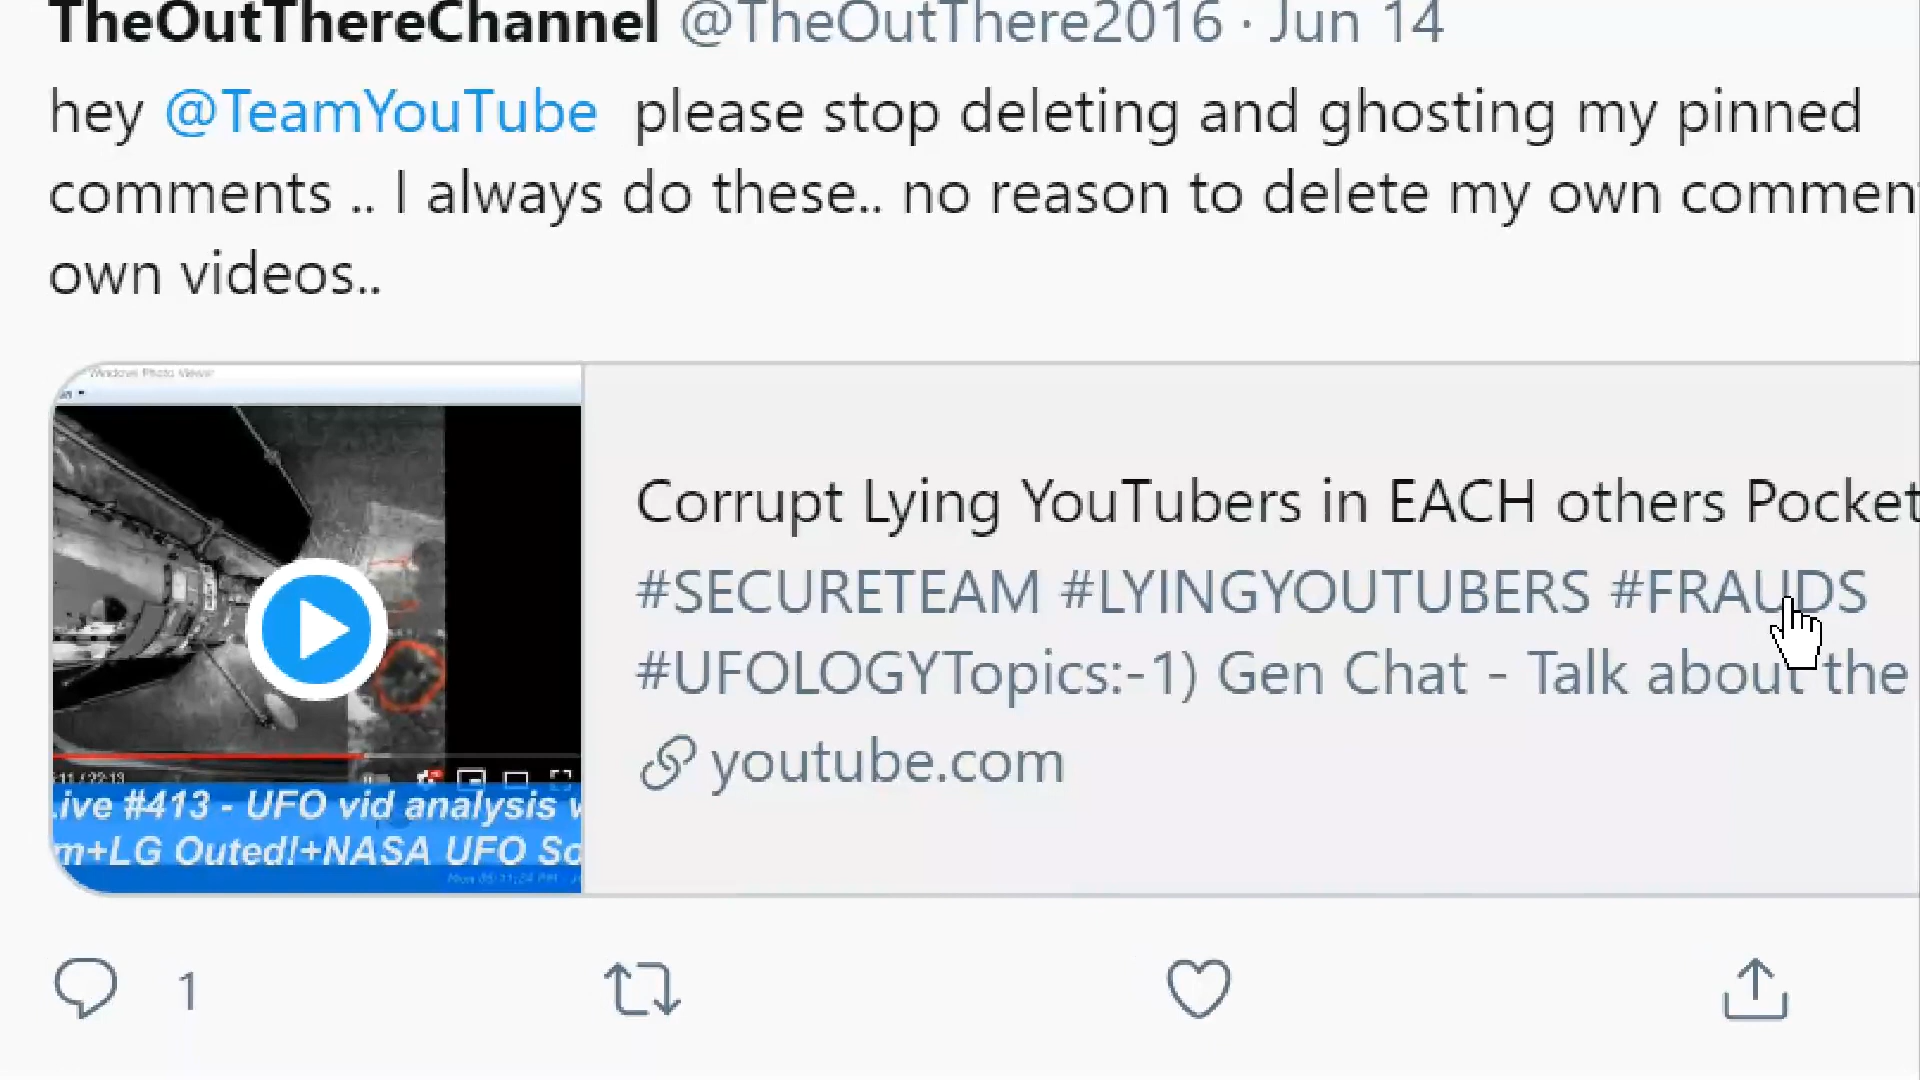 TheOutThereChannel @TheOutThere2016 · Jun 14
hey @TeamYouTube please stop deleting and ghosting my pinned
comments .. I always do these.. no reason to delete my own commen
own videos..
Windows Photo Viewer
Corrupt Lying YouTubers in EACH others Pocket
#SECURETEAM #LYINGYOUTUBERS #FRAUDS
#UFOLOGYTopics:-1) Gen Chat - Talk about the
youtube.com
:11 / 22:13
ive #413 - UFO vid analysis
m+LG Outed!+NASA UFO So
1